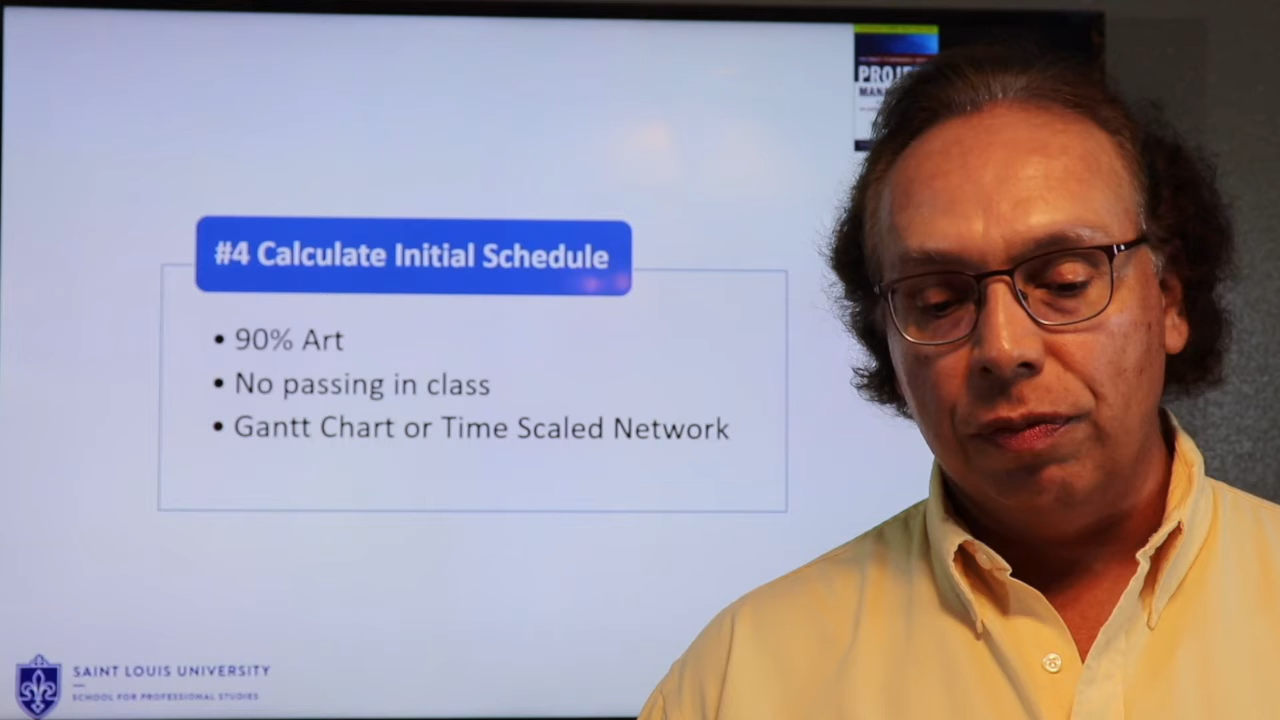 #4 Calculate Initial Schedule
• 90% Art
• No passing in class
• Gantt Chart or Time Scaled Network
SAINT LOUIS UNIVERSITY
SCHOOL FOR PROFESSIONAL STUDIES